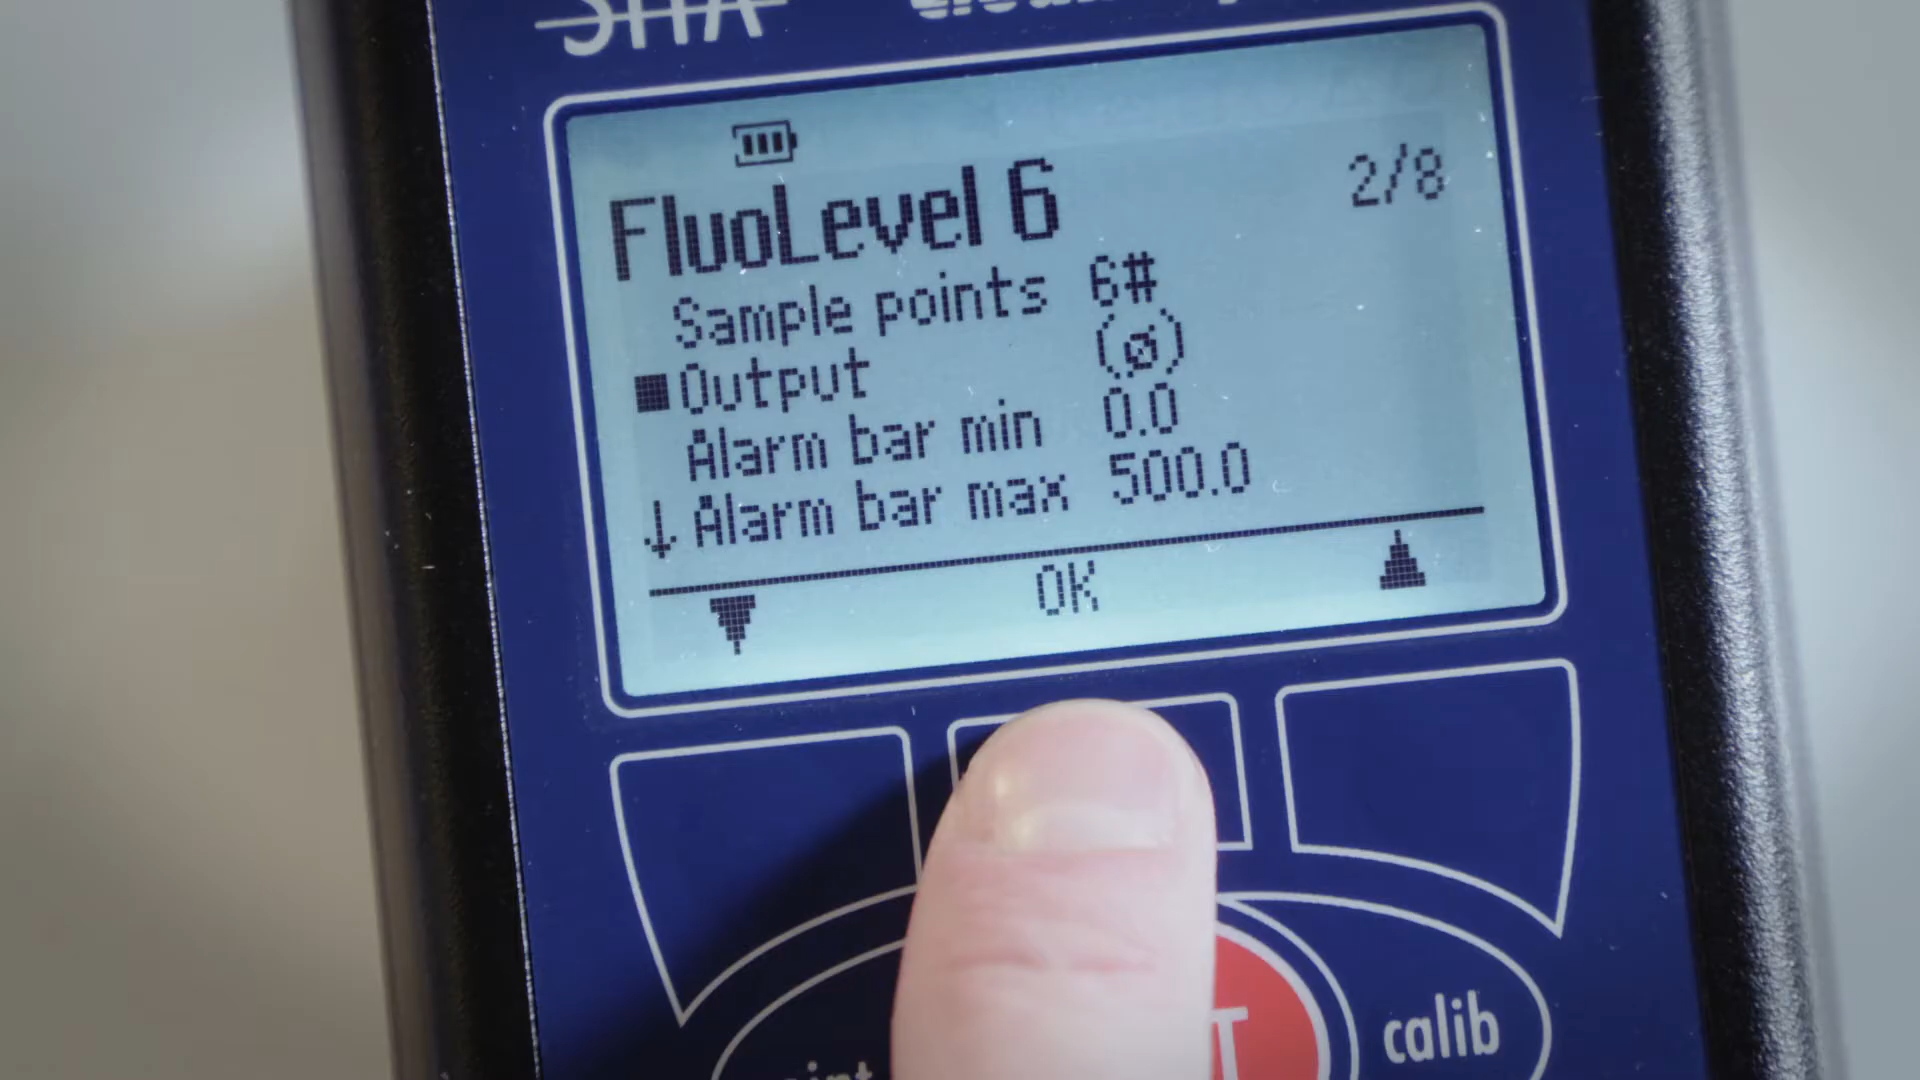 SITA
FluoLevel 6 2/8
Sample points 6#
Output (ø)
Alarm bar min 0.0
Alarm bar max 500.0
OK
calib